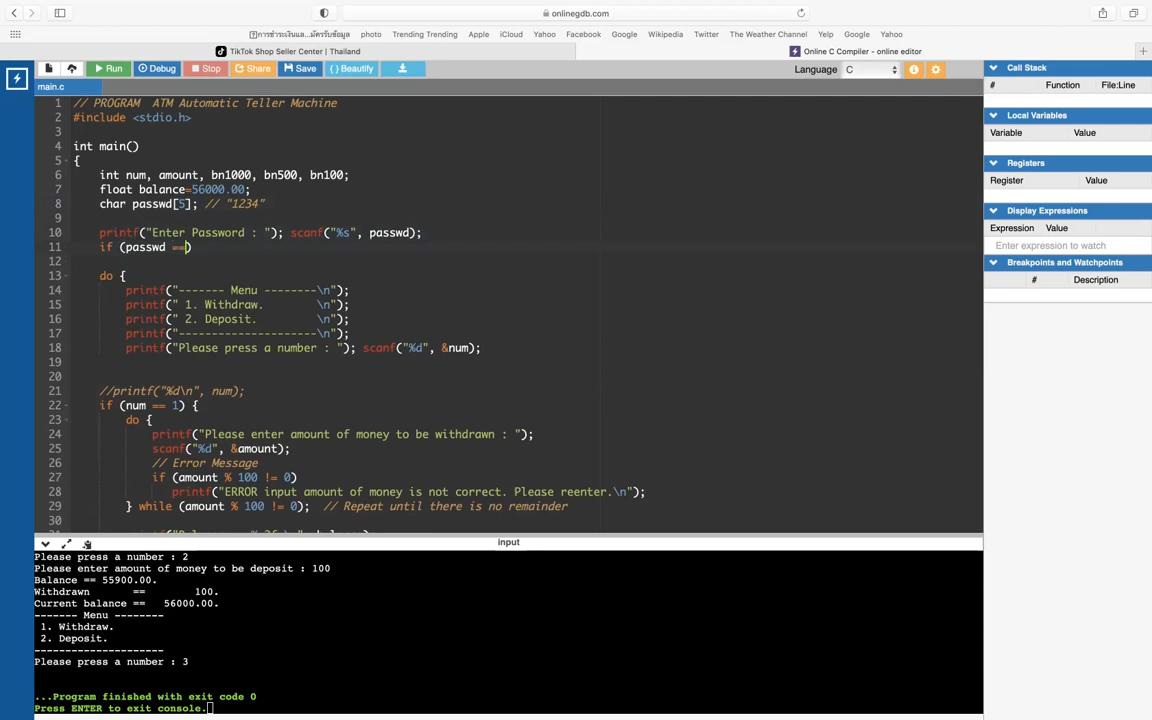 onlinegdb.com
การชำระเงินแล... มัครรับข้อมูล photo Trending Trending Apple iCloud Yahoo Facebook Google Wikipedia Twitter The Weather Channel Yelp Google Yahoo
TikTok Shop Seller Center | Thailand Online C Compiler - online editor
Run Debug Stop Share Save { } Beautify Language C
main.c
1 // PROGRAM ATM Automatic Teller Machine
2 #include <stdio.h>
3
4 int main()
5 {
6 int num, amount, bn1000, bn500, bn100;
7 float balance=56000.00;
8 char passwd[5]; // "1234"
9
10 printf("Enter Password : "); scanf("%s", passwd);
11 if (passwd ==)
12
13 do {
14 printf("------- Menu --------\n");
15 printf(" 1. Withdraw. \n");
16 printf(" 2. Deposit. \n");
17 printf("---------------------\n");
18 printf("Please press a number : "); scanf("%d", &num);
19
20
21 //printf("%d\n", num);
22 if (num == 1) {
23 do {
24 printf("Please enter amount of money to be withdrawn : ");
25 scanf("%d", &amount);
26 // Error Message
27 if (amount % 100 != 0)
28 printf("ERROR input amount of money is not correct. Please reenter.\n");
29 } while (amount % 100 != 0); // Repeat until there is no remainder
30
input
Please press a number : 2
Please enter amount of money to be deposit : 100
Balance == 55900.00.
Withdrawn == 100.
Current balance == 56000.00.
------- Menu --------
1. Withdraw.
2. Deposit.
---------------------
Please press a number : 3
...Program finished with exit code 0
Press ENTER to exit console.
Call Stack
# Function File:Line
Local Variables
Variable Value
Registers
Register Value
Display Expressions
Expression Value
Enter expression to watch
Breakpoints and Watchpoints
# Description